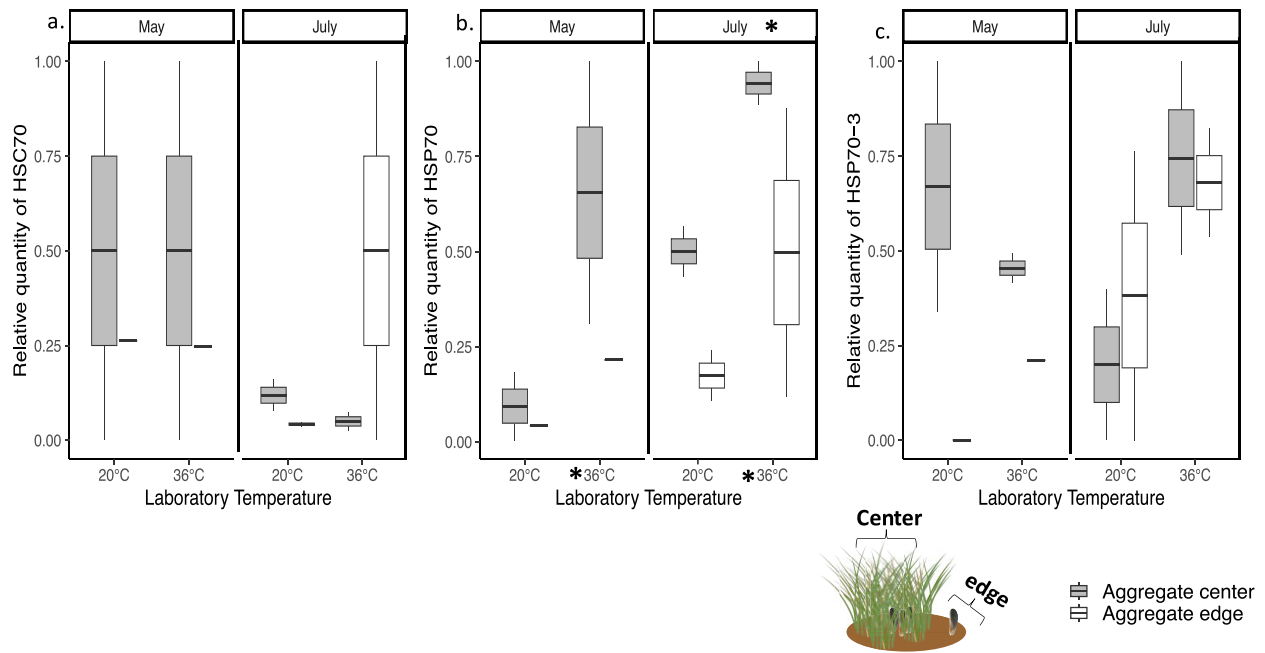 a.
May
July
Relative quantity of HSC70
1.00
0.75
0.50
0.25
0.00
20°C
36°C
20°C
36°C
Laboratory Temperature
b.
May
July *
Relative quantity of HSP70
1.00
0.75
0.50
0.25
0.00
20°C
*36°C
20°C
*36°C
Laboratory Temperature
c.
May
July
Relative quantity of HSP70−3
1.00
0.75
0.50
0.25
0.00
20°C
36°C
20°C
36°C
Laboratory Temperature
Center
edge
Aggregate center
Aggregate edge